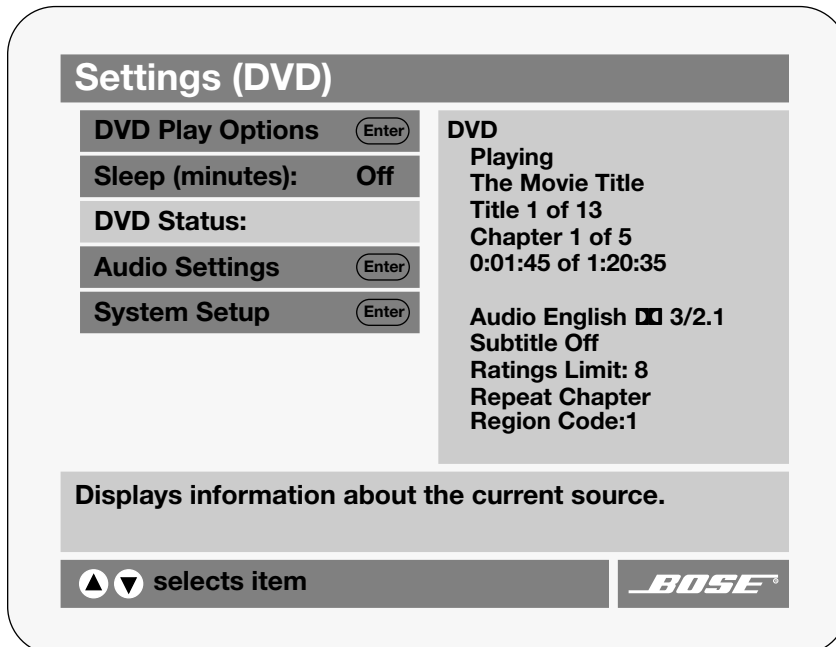 Settings (DVD)
DVD Play Options Enter
Sleep (minutes): Off
DVD Status:
Audio Settings Enter
System Setup Enter
DVD
Playing
The Movie Title
Title 1 of 13
Chapter 1 of 5
0:01:45 of 1:20:35
Audio English 3/2.1
Subtitle Off
Ratings Limit: 8
Repeat Chapter
Region Code:1
Displays information about the current source.
selects item
BOSE®